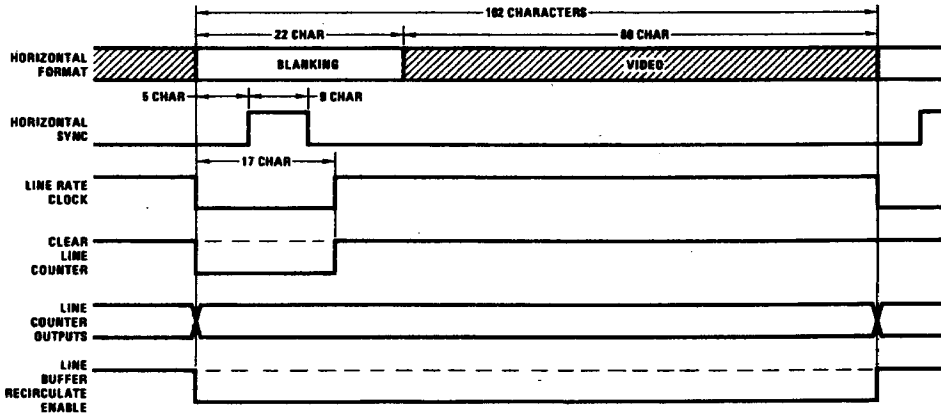 102 CHARACTERS
22 CHAR
80 CHAR
HORIZONTAL
FORMAT
BLANKING
VIDEO
5 CHAR
9 CHAR
HORIZONTAL
SYNC
17 CHAR
LINE RATE
CLOCK
CLEAR
LINE
COUNTER
LINE
COUNTER
OUTPUTS
LINE
BUFFER
RECIRCULATE
ENABLE